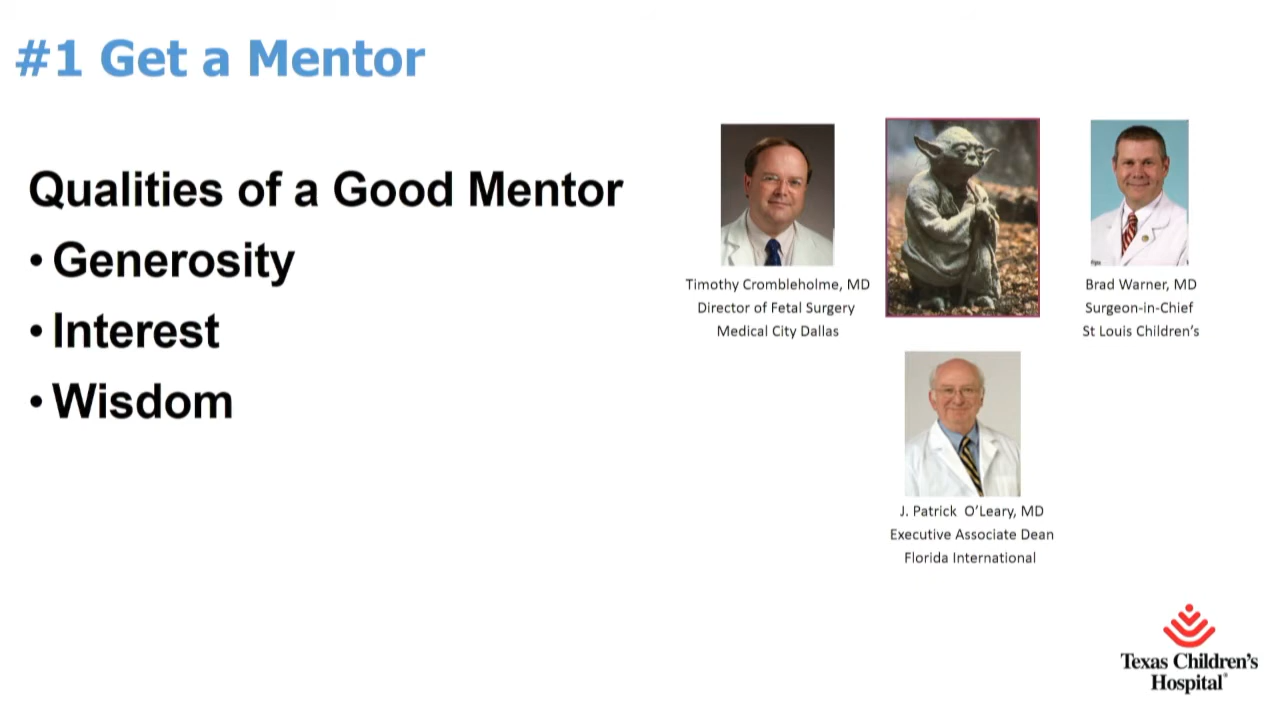 #1 Get a Mentor
Qualities of a Good Mentor
• Generosity
• Interest
• Wisdom
Timothy Crombleholme, MD
Director of Fetal Surgery
Medical City Dallas
Brad Warner, MD
Surgeon-in-Chief
St Louis Children’s
J. Patrick  O’Leary, MD
Executive Associate Dean
Florida International
Texas Children’s
Hospital®